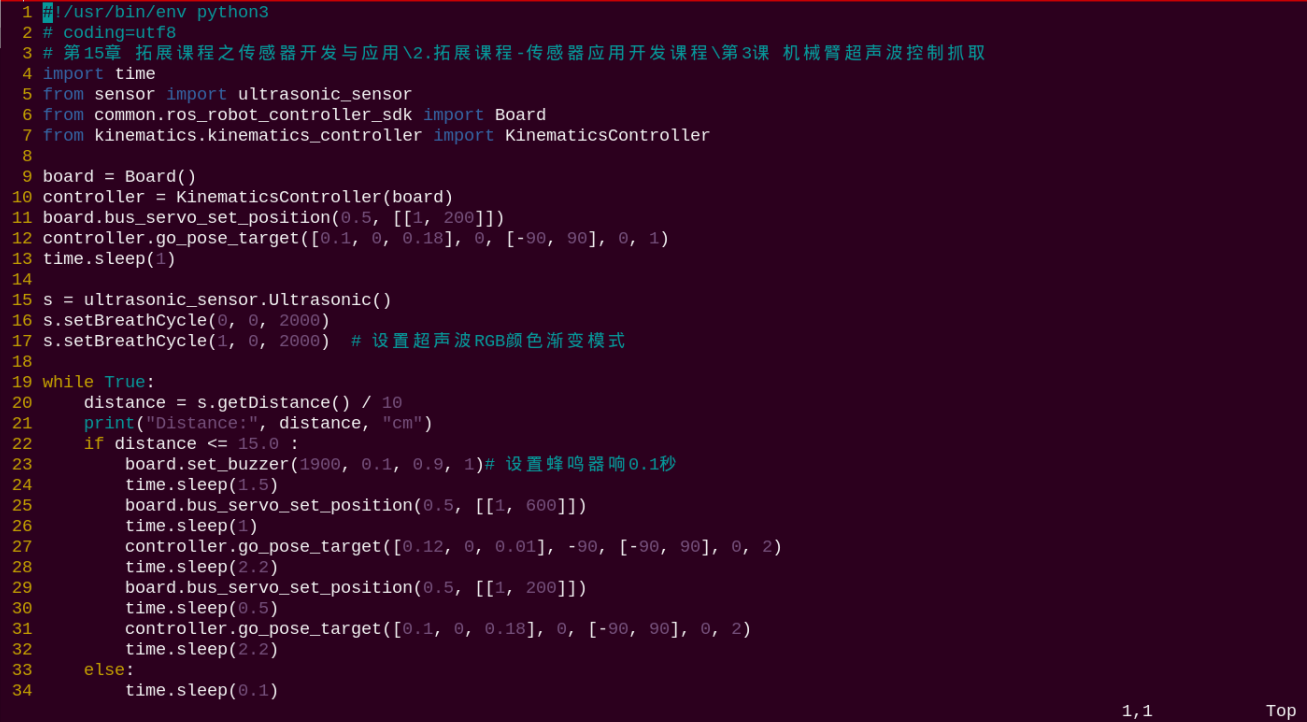 1 #!/usr/bin/env python3
2 # coding=utf8
3 # 第15章 拓展课程之传感器开发与应用\2.拓展课程-传感器应用开发课程\第3课 机械臂超声波控制抓取
4 import time
5 from sensor import ultrasonic_sensor
6 from common.ros_robot_controller_sdk import Board
7 from kinematics.kinematics_controller import KinematicsController
8
9 board = Board()
10 controller = KinematicsController(board)
11 board.bus_servo_set_position(0.5, [[1, 200]])
12 controller.go_pose_target([0.1, 0, 0.18], 0, [-90, 90], 0, 1)
13 time.sleep(1)
14
15 s = ultrasonic_sensor.Ultrasonic()
16 s.setBreathCycle(0, 0, 2000)
17 s.setBreathCycle(1, 0, 2000)  # 设置超声波RGB颜色渐变模式
18
19 while True:
20     distance = s.getDistance() / 10
21     print("Distance:", distance, "cm")
22     if distance <= 15.0 :
23         board.set_buzzer(1900, 0.1, 0.9, 1)# 设置蜂鸣器响0.1秒
24         time.sleep(1.5)
25         board.bus_servo_set_position(0.5, [[1, 600]])
26         time.sleep(1)
27         controller.go_pose_target([0.12, 0, 0.01], -90, [-90, 90], 0, 2)
28         time.sleep(2.2)
29         board.bus_servo_set_position(0.5, [[1, 200]])
30         time.sleep(0.5)
31         controller.go_pose_target([0.1, 0, 0.18], 0, [-90, 90], 0, 2)
32         time.sleep(2.2)
33     else:
34         time.sleep(0.1)
1,1 Top